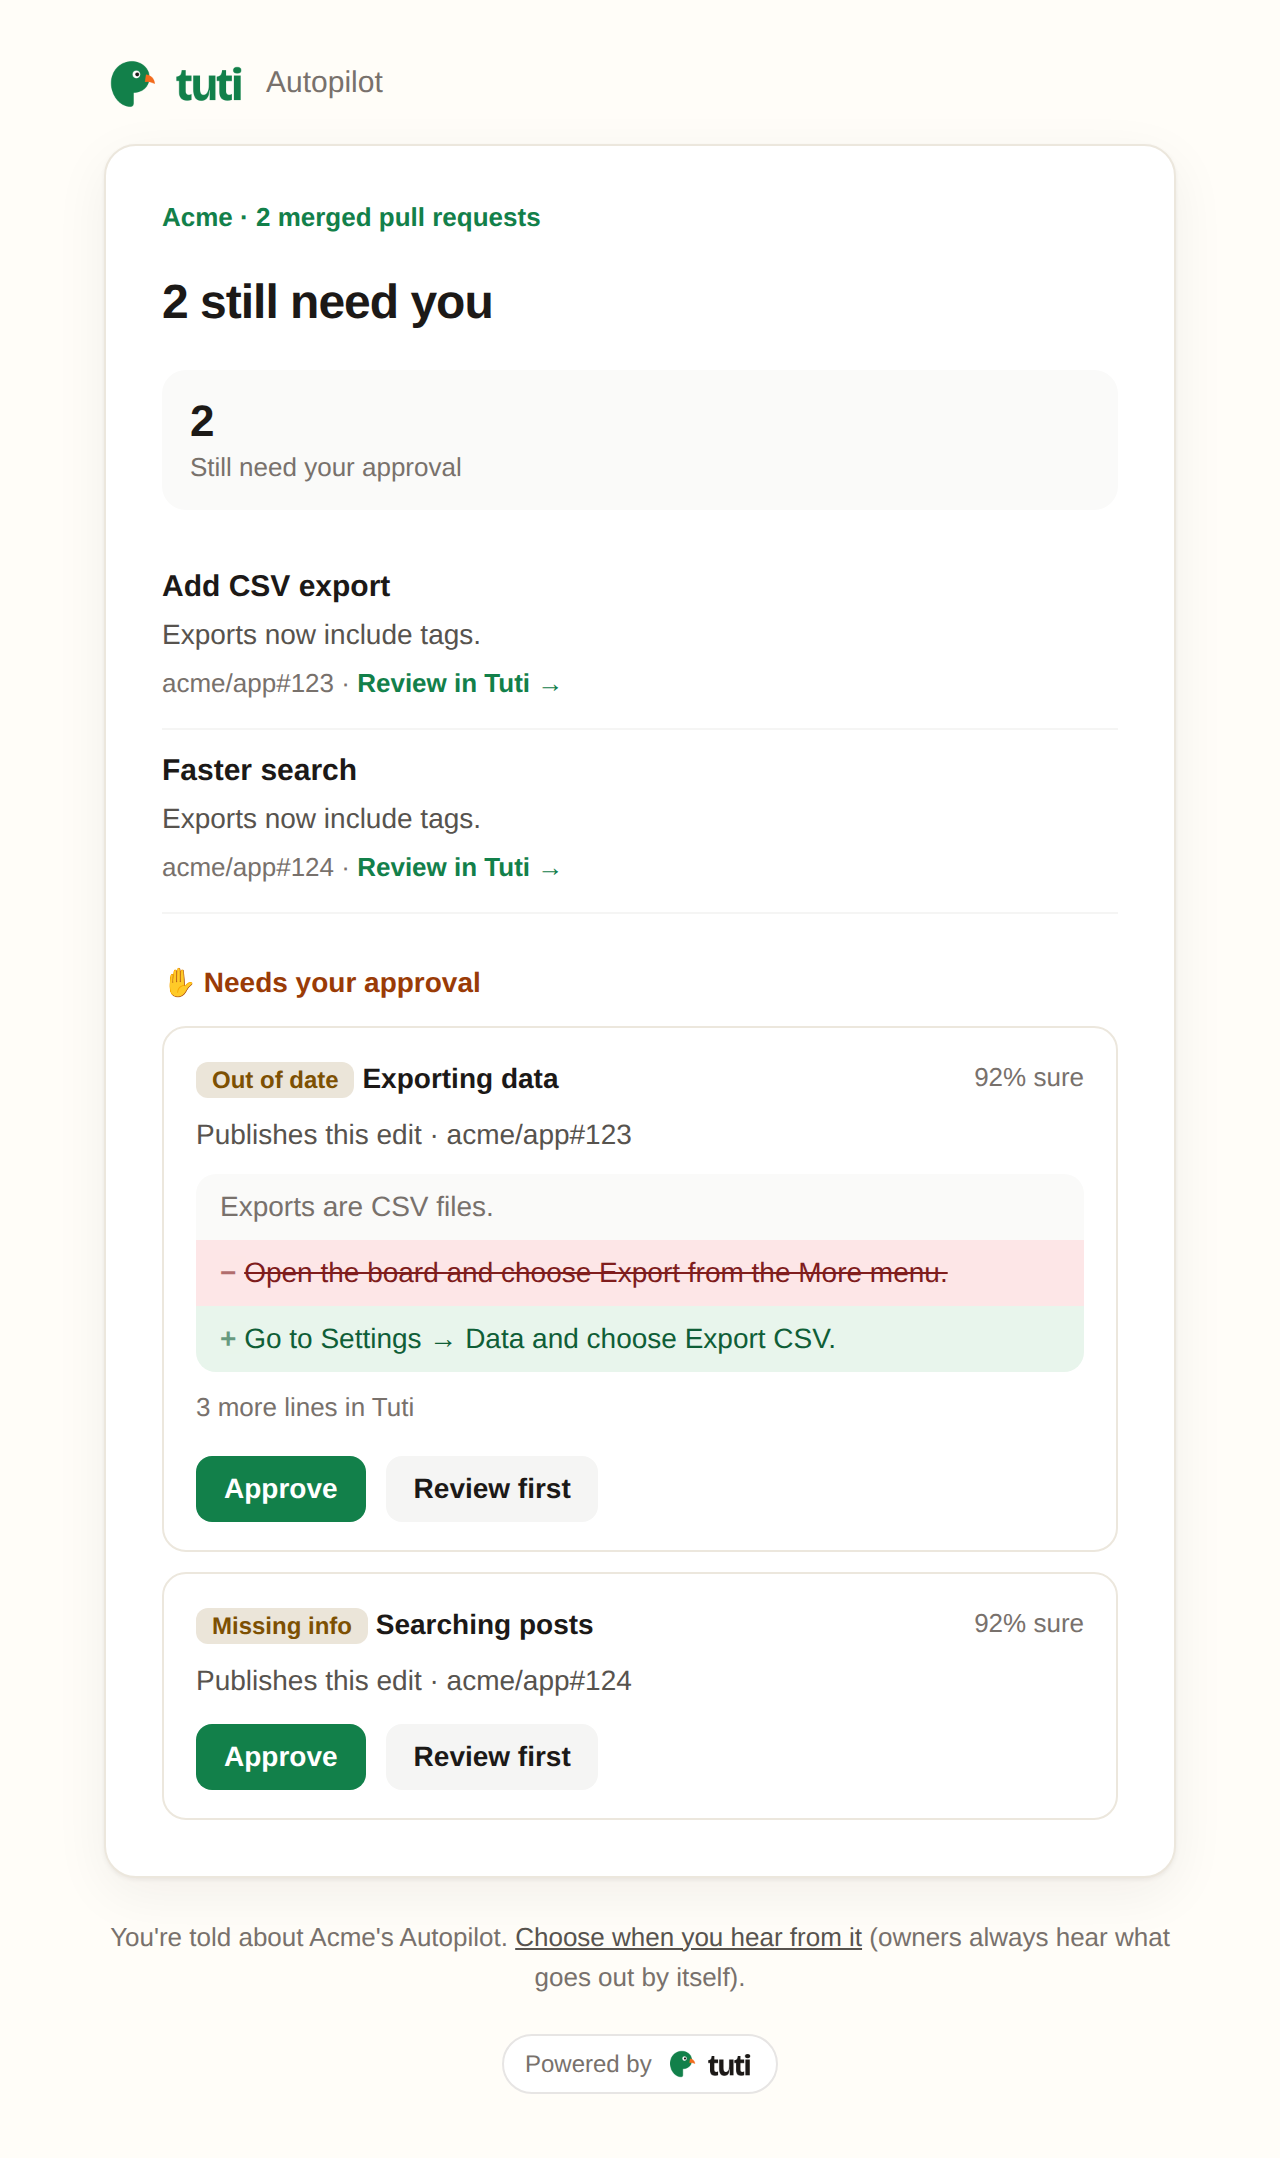 tuti Autopilot
Acme · 2 merged pull requests
2 still need you
2
Still need your approval
Add CSV export
Exports now include tags.
acme/app#123 · Review in Tuti →
Faster search
Exports now include tags.
acme/app#124 · Review in Tuti →
✋ Needs your approval
Out of date Exporting data 92% sure
Publishes this edit · acme/app#123
Exports are CSV files.
− Open the board and choose Export from the More menu.
+ Go to Settings → Data and choose Export CSV.
3 more lines in Tuti
Approve Review first
Missing info Searching posts 92% sure
Publishes this edit · acme/app#124
Approve Review first
You're told about Acme's Autopilot. Choose when you hear from it (owners always hear what
goes out by itself).
Powered by tuti